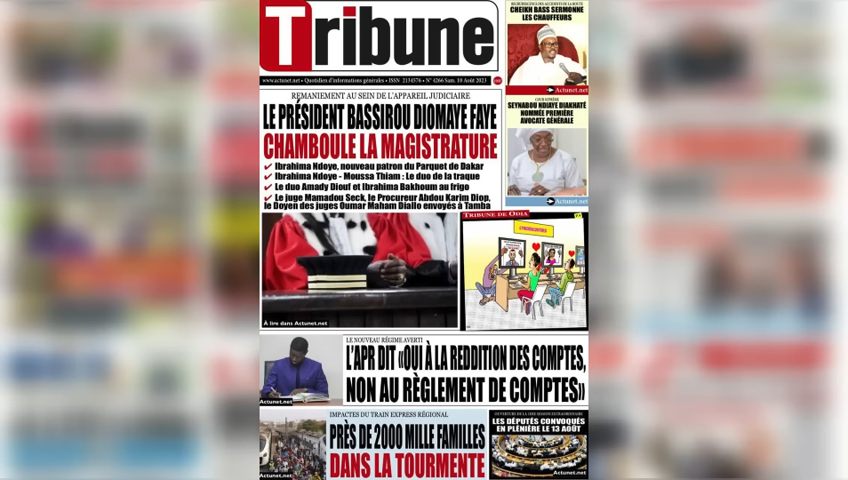 Tribune
www.Actunet.net • Quotidien d'informations générales • ISSN 2134576 • N° 4266 Sam. 10 Août 2023
REMANIEMENT AU SEIN DE L'APPAREIL JUDICIAIRE
LE PRÉSIDENT BASSIROU DIOMAYE FAYE
CHAMBOULE LA MAGISTRATURE
✓ Ibrahima Ndoye, nouveau patron du Parquet de Dakar
✓ Ibrahima Ndoye - Moussa Thiam : Le duo de la traque
✓ Le duo Amady Diouf et Ibrahima Bakhoum au frigo
✓ Le juge Mamadou Seck, le Procureur Abdou Karim Diop,
le Doyen des juges Oumar Maham Diallo envoyés à Tamba
À lire dans Actunet.net
CHEIKH BASS SERMONNE
LES CHAUFFEURS
Actunet.net
COUR SUPRÊME
SEYNABOU NDIAYE DIAKHATÉ
NOMMÉE PREMIÈRE
AVOCATE GÉNÉRALE
Actunet.net
TRIBUNE DE ODIA
LE NOUVEAU RÉGIME AVERTI
L'APR DIT «OUI À LA REDDITION DES COMPTES,
NON AU RÈGLEMENT DE COMPTES»
Actunet.net
IMPACTES DU TRAIN EXPRESS RÉGIONAL
PRÈS DE 2000 MILLE FAMILLES
DANS LA TOURMENTE
Actunet.net
OUVERTURE DE LA 1ERE SESSION EXTRAORDINAIRE
LES DÉPUTÉS CONVOQUÉS
EN PLÉNIÈRE LE 13 AOÛT
Actunet.net